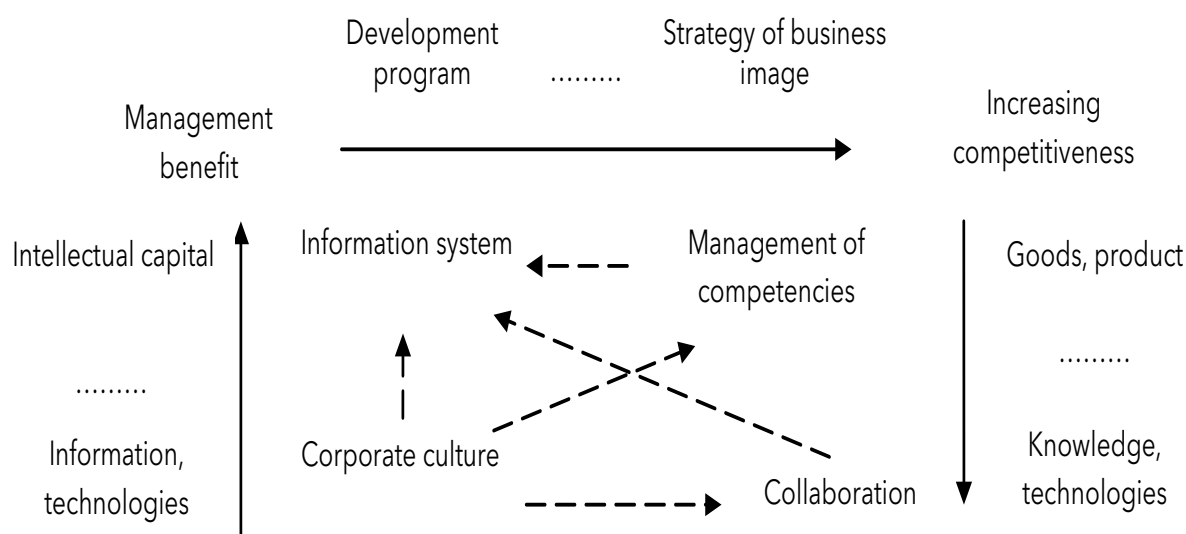 Development
program
.........
Strategy of business
image
Management
benefit
Increasing
competitiveness
Intellectual capital
Information system
Management of
competencies
Goods, product
.........
.........
Information,
technologies
Corporate culture
Collaboration
Knowledge,
technologies